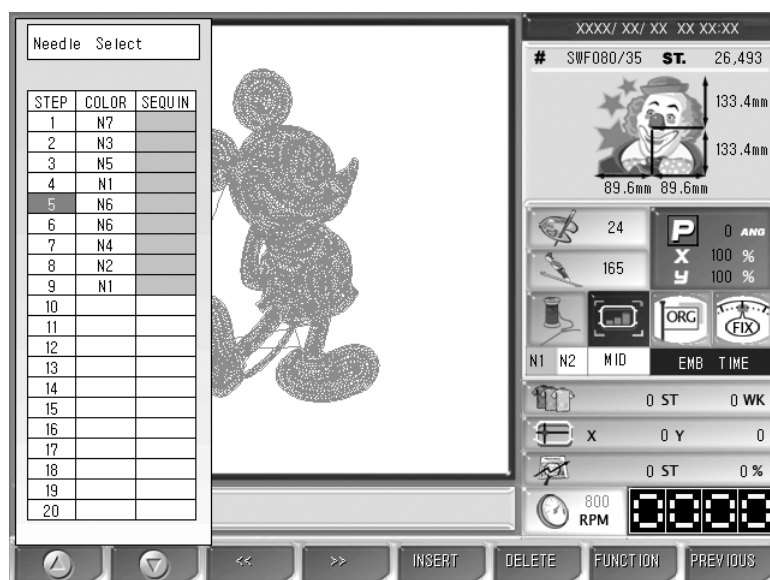 Needle Select
STEP COLOR SEQUIN
1 N7
2 N3
3 N5
4 N1
5 N6
6 N6
7 N4
8 N2
9 N1
10
11
12
13
14
15
16
17
18
19
20
XXXX/ XX/ XX XX XX:XX
# SWF080/35 ST. 26,493
133.4mm
133.4mm
89.6mm 89.6mm
24
165
P 0 ANG
X 100 %
y 100 %
ORG
FIX
N1 N2 MID EMB TIME
0 ST 0 WK
X 0 Y 0
0 ST 0 %
800
RPM
0000
<< >> INSERT DELETE FUNCTION PREVIOUS